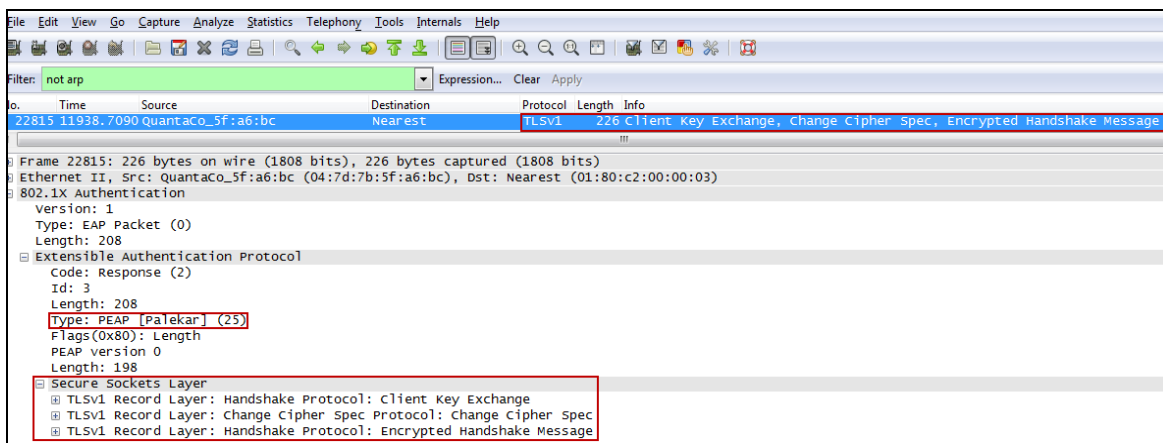 File Edit View Go Capture Analyze Statistics Telephony Tools Internals Help
Filter: not arp Expression... Clear Apply
No. Time Source Destination Protocol Length Info
22815 11938.7090 QuantaCo_5f:a6:bc Nearest TLSv1 226 Client Key Exchange, Change Cipher Spec, Encrypted Handshake Message
Frame 22815: 226 bytes on wire (1808 bits), 226 bytes captured (1808 bits)
Ethernet II, Src: QuantaCo_5f:a6:bc (04:7d:7b:5f:a6:bc), Dst: Nearest (01:80:c2:00:00:03)
802.1X Authentication
Version: 1
Type: EAP Packet (0)
Length: 208
Extensible Authentication Protocol
Code: Response (2)
Id: 3
Length: 208
Type: PEAP [Palekar] (25)
Flags(0x80): Length
PEAP version 0
Length: 198
Secure Sockets Layer
TLSv1 Record Layer: Handshake Protocol: Client Key Exchange
TLSv1 Record Layer: Change Cipher Spec Protocol: Change Cipher Spec
TLSv1 Record Layer: Handshake Protocol: Encrypted Handshake Message